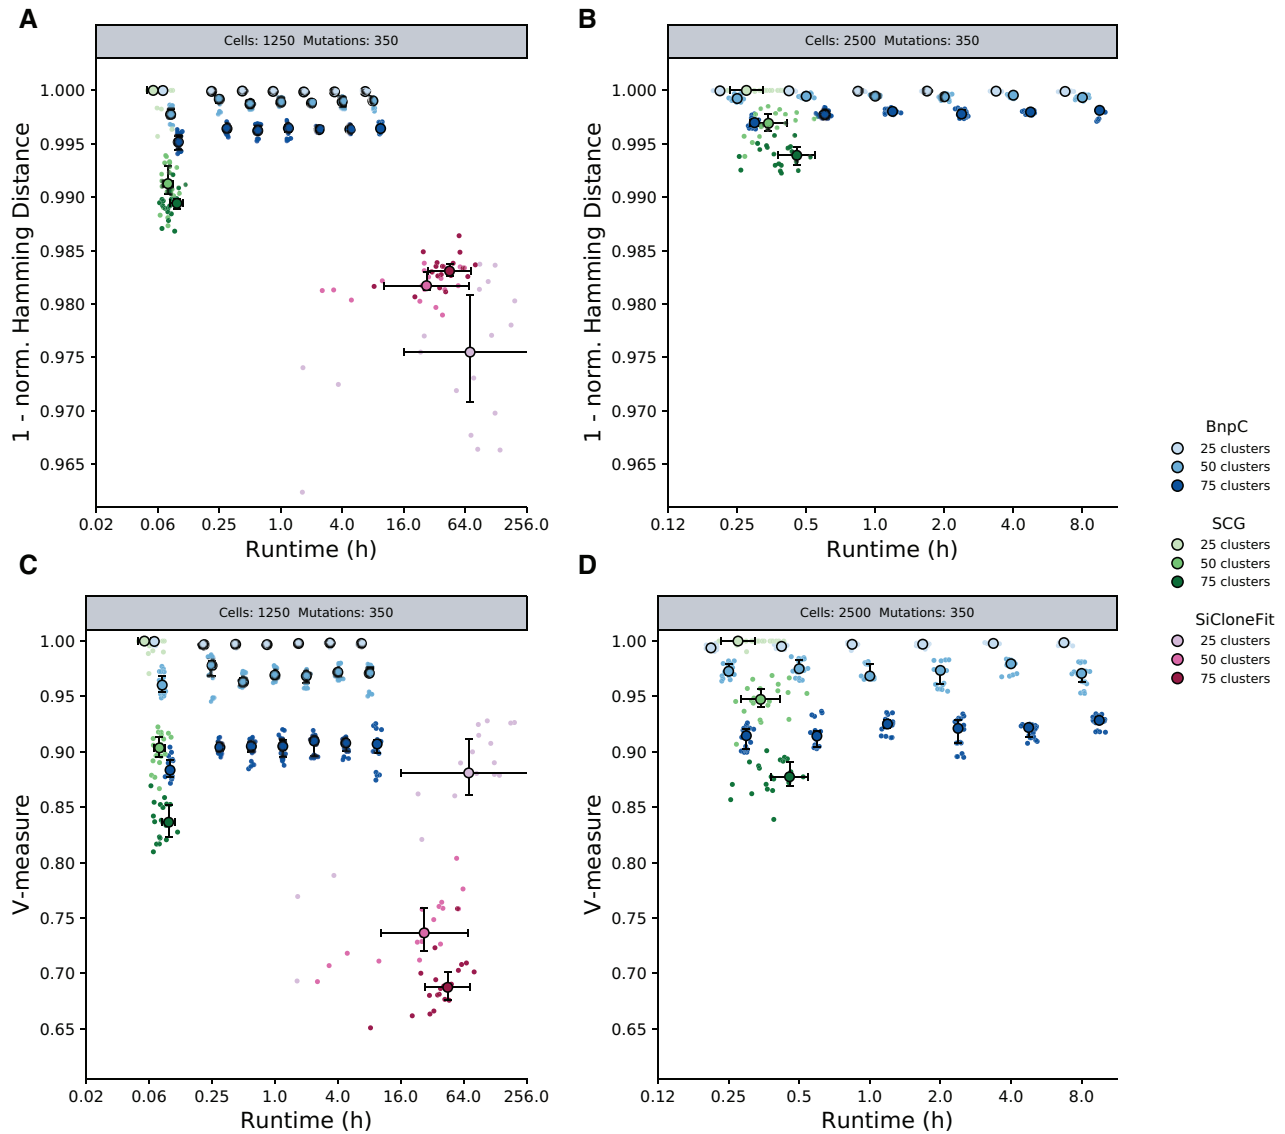 A
Cells: 1250 Mutations: 350
1.000
0.995
0.990
0.985
0.980
0.975
0.970
0.965
1 - norm. Hamming Distance
0.02 0.06 0.25 1.0 4.0 16.0 64.0 256.0
Runtime (h)
B
Cells: 2500 Mutations: 350
1.000
0.995
0.990
0.985
0.980
0.975
0.970
0.965
1 - norm. Hamming Distance
0.12 0.25 0.5 1.0 2.0 4.0 8.0
Runtime (h)
BnpC
25 clusters
50 clusters
75 clusters
SCG
25 clusters
50 clusters
75 clusters
SiCloneFit
25 clusters
50 clusters
75 clusters
C
Cells: 1250 Mutations: 350
1.00
0.95
0.90
0.85
0.80
0.75
0.70
0.65
V-measure
0.02 0.06 0.25 1.0 4.0 16.0 64.0 256.0
Runtime (h)
D
Cells: 2500 Mutations: 350
1.00
0.95
0.90
0.85
0.80
0.75
0.70
0.65
V-measure
0.12 0.25 0.5 1.0 2.0 4.0 8.0
Runtime (h)